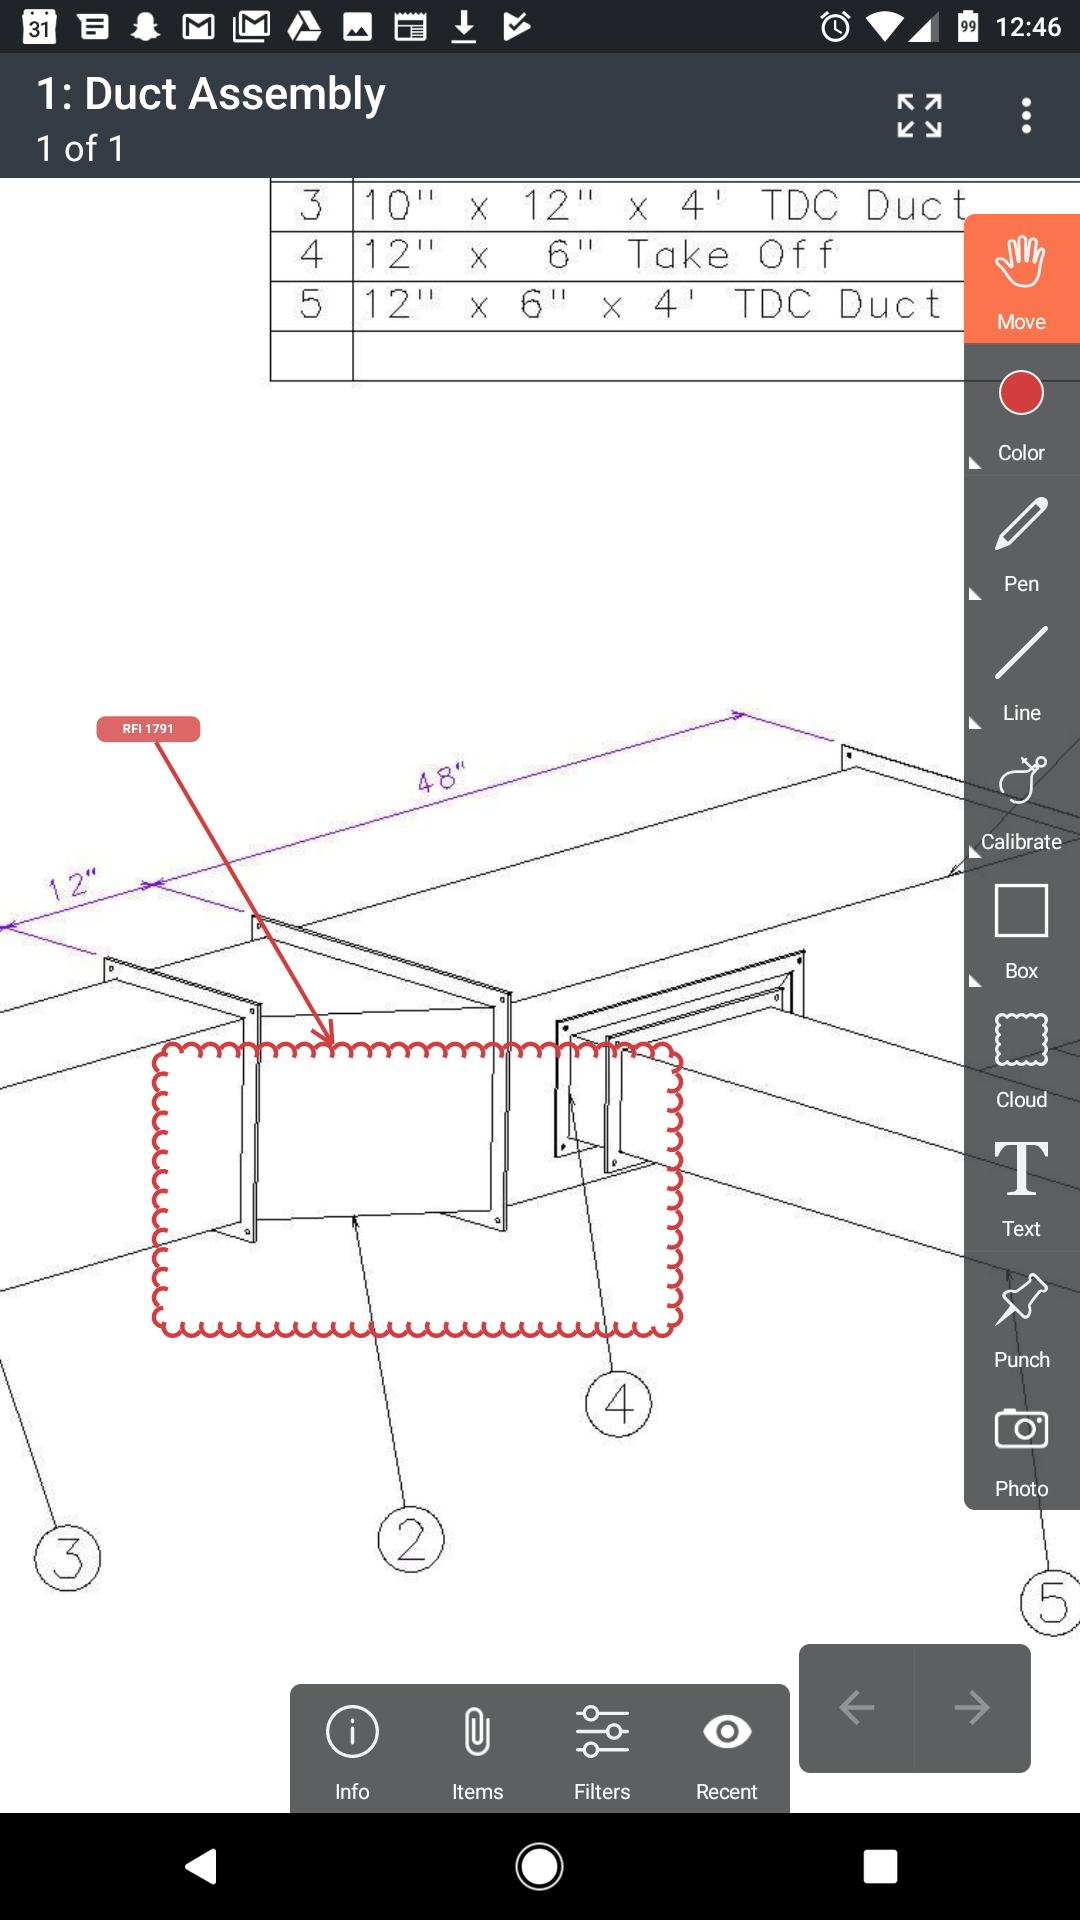 31
99
12:46
1: Duct Assembly
1 of 1
3 10" x 12" x 4' TDC Duct
4 12" x 6" Take Off
5 12" x 6" x 4' TDC Duct
Move
Color
Pen
Line
Calibrate
Box
Cloud
Text
Punch
Photo
RFI 1791
48"
12"
4
2
3
5
Info
Items
Filters
Recent